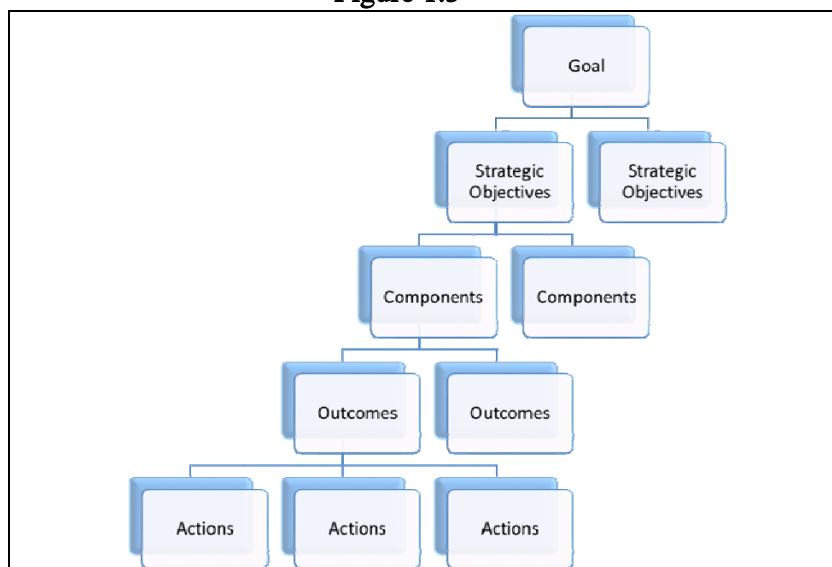 Goal
Strategic
Objectives
Strategic
Objectives
Components
Components
Outcomes
Outcomes
Actions
Actions
Actions